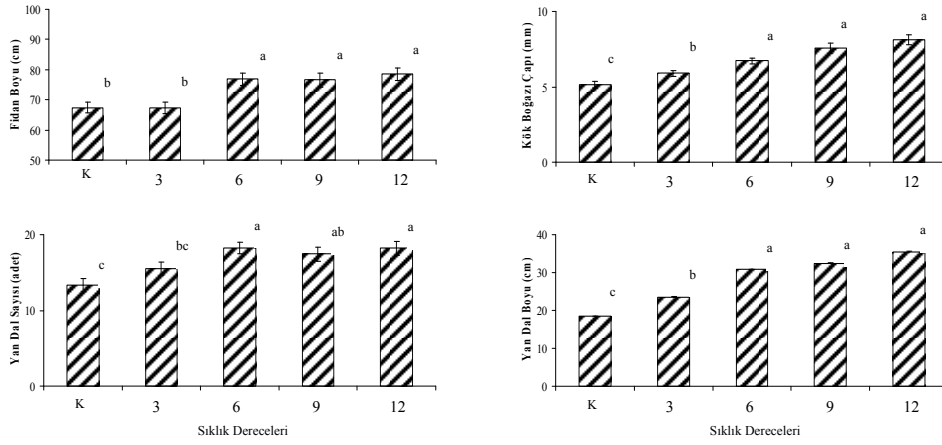 Fidan Boyu (cm)
100
90
80
70
60
50
b
b
a
a
a
K
3
6
9
12
Kök Boğazı Çapı (mm)
10
5
0
c
b
a
a
a
K
3
6
9
12
Yan Dal Sayısı (adet)
20
10
0
c
bc
a
ab
a
K
3
6
9
12
Sıklık Dereceleri
Yan Dal Boyu (cm)
40
30
20
10
0
c
b
a
a
a
K
3
6
9
12
Sıklık Dereceleri